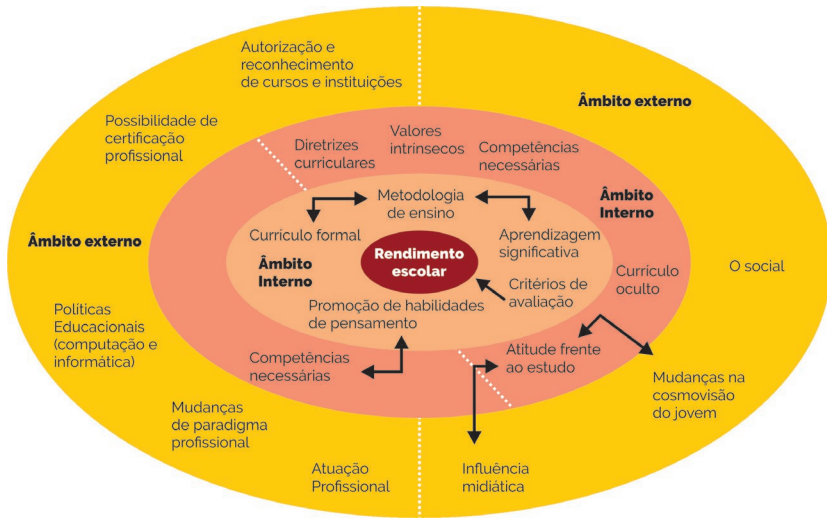 Autorização e
reconhecimento
de cursos e instituições
Âmbito externo
Possibilidade de
certificação
profissional
Diretrizes
curriculares
Valores
intrínsecos
Competências
necessárias
Metodologia
de ensino
Âmbito
Interno
Currículo formal
Aprendizagem
significativa
Âmbito externo
Âmbito
Interno
Rendimento
escolar
Critérios de
avaliação
Currículo
oculto
O social
Promoção de habilidades
de pensamento
Políticas
Educacionais
(computação e
informática)
Competências
necessárias
Atitude frente
ao estudo
Mudanças na
cosmovisão
do jovem
Mudanças
de paradigma
profissional
Atuação
Profissional
Influência
midiática